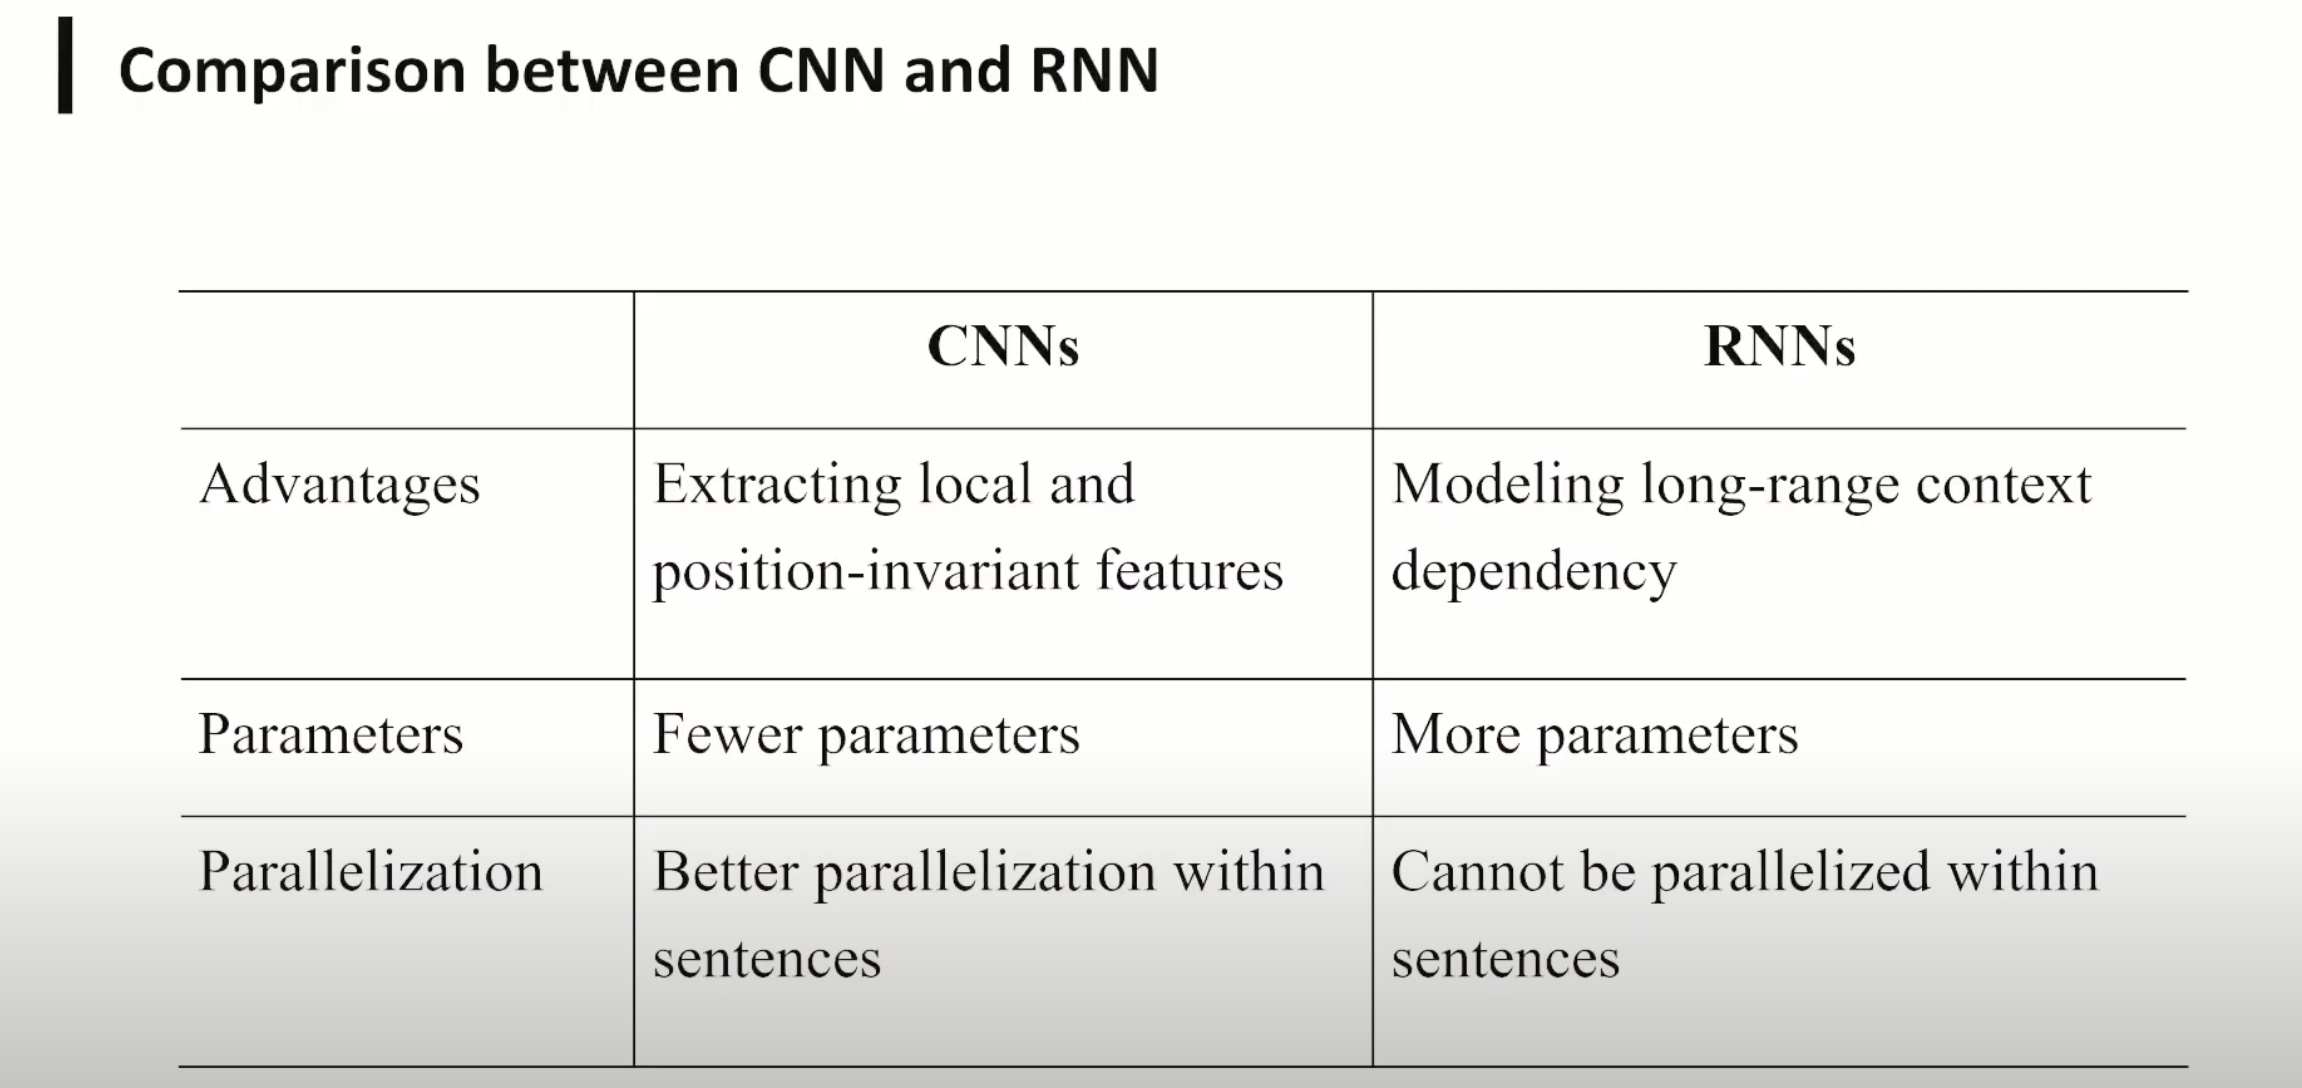 Comparison between CNN and RNN
CNNs
RNNs
Advantages
Extracting local and
position-invariant features
Modeling long-range context
dependency
Parameters
Fewer parameters
More parameters
Parallelization
Better parallelization within
sentences
Cannot be parallelized within
sentences